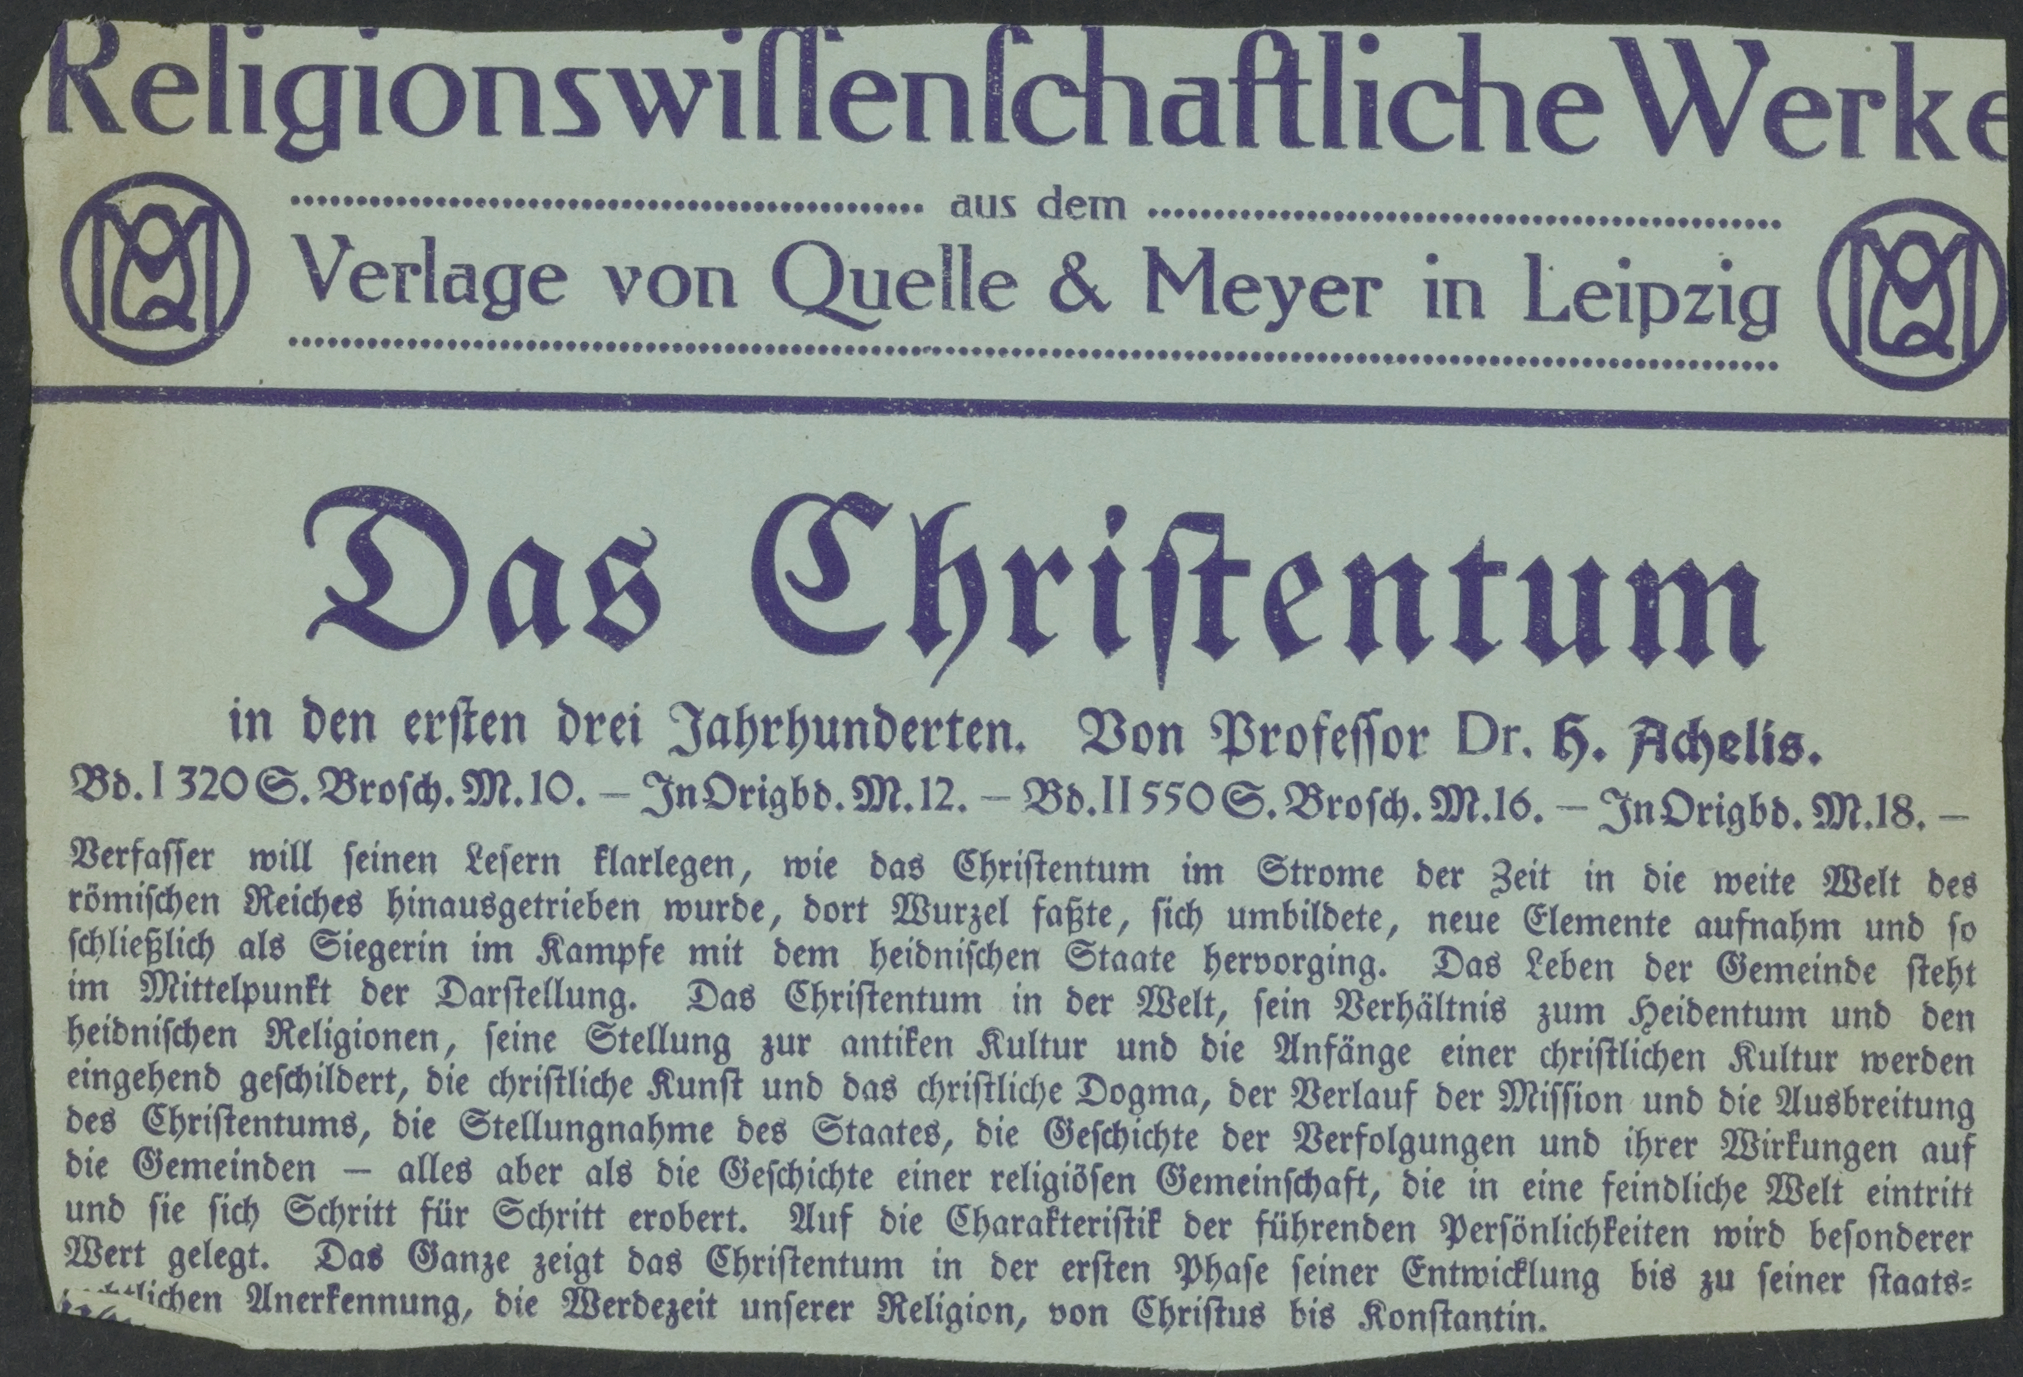 Religionswiſſenſchaftliche Werke
aus dem
Verlage von Quelle & Meyer in Leipzig
Das Chriſtentum
in den erſten drei Jahrhunderten. Von Profeſſor Dr. H. Achelis.
Bd. I 320 S. Broſch. M. 10. — In Origbd. M. 12. — Bd. II 550 S. Broſch. M. 16. — In Origbd. M. 18. —
Verfaſſer will ſeinen Leſern klarlegen, wie das Chriſtentum im Strome der Zeit in die weite Welt des
römiſchen Reiches hinausgetrieben wurde, dort Wurzel faßte, ſich umbildete, neue Elemente aufnahm und ſo
ſchließlich als Siegerin im Kampfe mit dem heidniſchen Staate hervorging. Das Leben der Gemeinde ſteht
im Mittelpunkt der Darſtellung. Das Chriſtentum in der Welt, ſein Verhältnis zum Heidentum und den
heidniſchen Religionen, ſeine Stellung zur antiken Kultur und die Anfänge einer chriſtlichen Kultur werden
eingehend geſchildert, die chriſtliche Kunſt und das chriſtliche Dogma, der Verlauf der Miſſion und die Ausbreitung
des Chriſtentums, die Stellungnahme des Staates, die Geſchichte der Verfolgungen und ihrer Wirkungen auf
die Gemeinden — alles aber als die Geſchichte einer religiöſen Gemeinſchaft, die in eine feindliche Welt eintritt
und ſie ſich Schritt für Schritt erobert. Auf die Charakteriſtik der führenden Perſönlichkeiten wird beſonderer
Wert gelegt. Das Ganze zeigt das Chriſtentum in der erſten Phaſe ſeiner Entwicklung bis zu ſeiner ſtaats-
Anerkennung, die Werdezeit unſerer Religion, von Chriſtus bis Konſtantin.